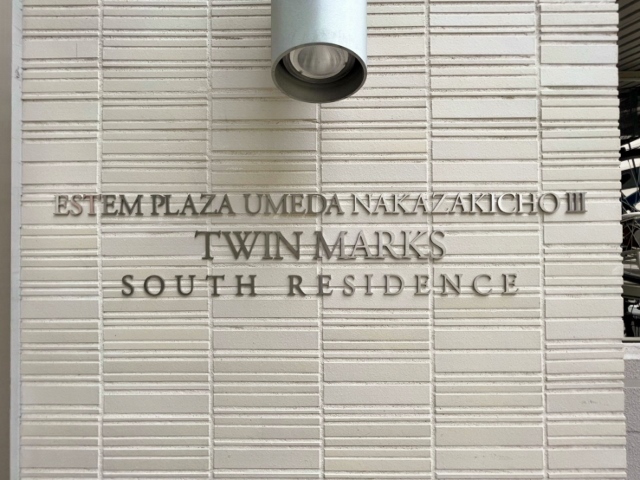 ESTEM PLAZA UMEDA NAKAZAKICHO III
TWIN MARKS
SOUTH RESIDENCE